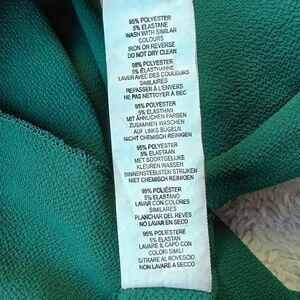 95% POLYESTER
5% ELASTANE
WASH WITH SIMILAR
COLOURS
IRON ON REVERSE
DO NOT DRY CLEAN
95% POLYESTER
5% ELASTHANNE
LAVER AVEC DES COULEURS
SIMILAIRES
REPASSER À L'ENVERS
NE PAS NETTOYER À SEC
95% POLYESTER
5% ELASTHAN
MIT ÄHNLICHEN FARBEN
ZUSAMMEN WASCHEN
AUF LINKS BÜGELN
NICHT CHEMISCH REINIGEN
95% POLYESTER
5% ELASTAAN
MET SOORTGELIJKE
KLEUREN WASSEN
BINNENSTEBUITEN STRIJKEN
NIET CHEMISCH REINIGEN
95% POLIÉSTER
5% ELASTANO
LAVAR CON COLORES
SIMILARES
PLANCHAR DEL REVÉS
NO LAVAR EN SECO
95% POLIESTERE
5% ELASTAN
LAVARE IL CAPO CON
COLORI SIMILI
SITRARE AL ROVESCIO
NON LAVARE A SECCO